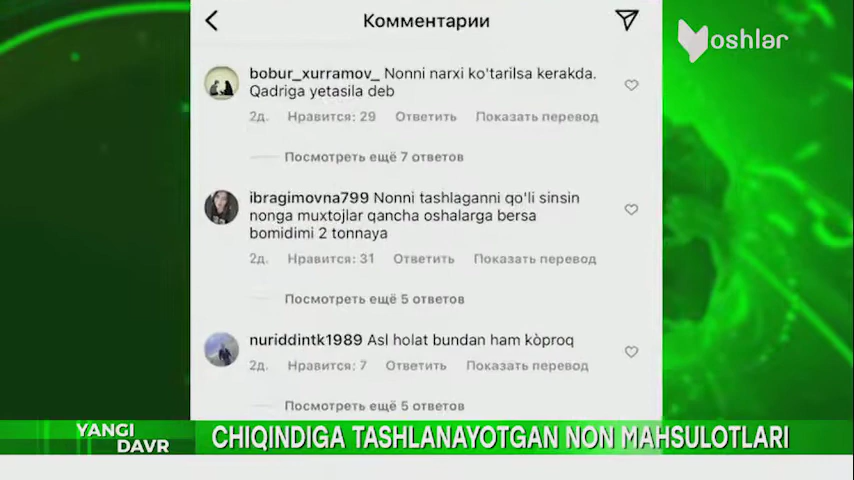 Комментарии
Yoshlar
bobur_xurramov_ Nonni narxi ko'tarilsa kerakda.
Qadriga yetasila deb
2д. Нравится: 29 Ответить Показать перевод
Посмотреть ещё 7 ответов
ibragimovna799 Nonni tashlaganni qo'li sinsin
nonga muxtojlar qancha oshalarga bersa
bomidimi 2 tonnaya
2д. Нравится: 31 Ответить Показать перевод
Посмотреть ещё 5 ответов
nuriddintk1989 Asl holat bundan ham kòproq
2д. Нравится: 7 Ответить Показать перевод
Посмотреть ещё 5 ответов
YANGI
DAVR
CHIQINDIGA TASHLANAYOTGAN NON MAHSULOTLARI